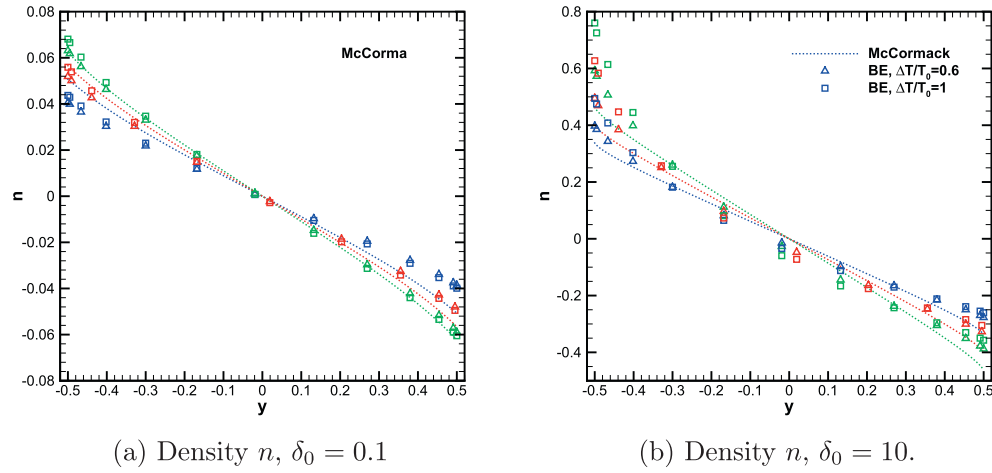 0.08
0.06
0.04
0.02
0
-0.02
-0.04
-0.06
-0.08
n
-0.5 -0.4 -0.3 -0.2 -0.1 0 0.1 0.2 0.3 0.4 0.5
y
McCorma
0.8
0.6
0.4
0.2
0
-0.2
-0.4
n
-0.5 -0.4 -0.3 -0.2 -0.1 0 0.1 0.2 0.3 0.4 0.5
y
McCormack
BE, ΔT/T₀=0.6
BE, ΔT/T₀=1
(a) Density n, δ₀ = 0.1
(b) Density n, δ₀ = 10.